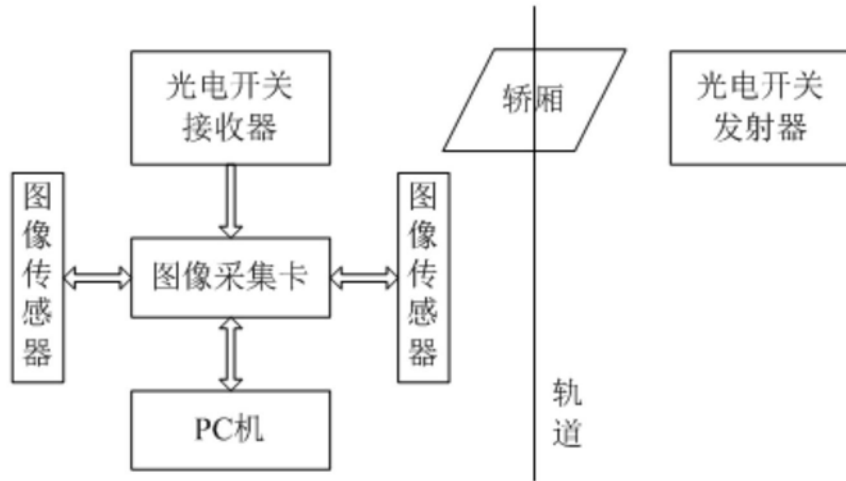 光电开关
接收器
轿厢
光电开关
发射器
图像传感器
图像采集卡
图像传感器
PC机
轨道